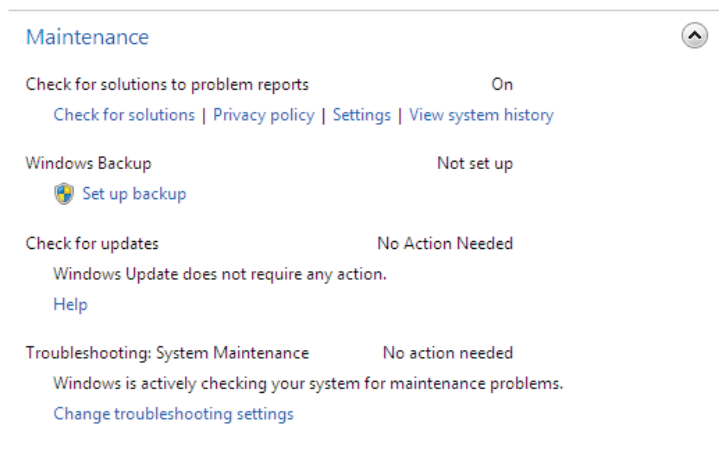 Maintenance
Check for solutions to problem reports On
Check for solutions | Privacy policy | Settings | View system history
Windows Backup Not set up
Set up backup
Check for updates No Action Needed
Windows Update does not require any action.
Help
Troubleshooting: System Maintenance No action needed
Windows is actively checking your system for maintenance problems.
Change troubleshooting settings